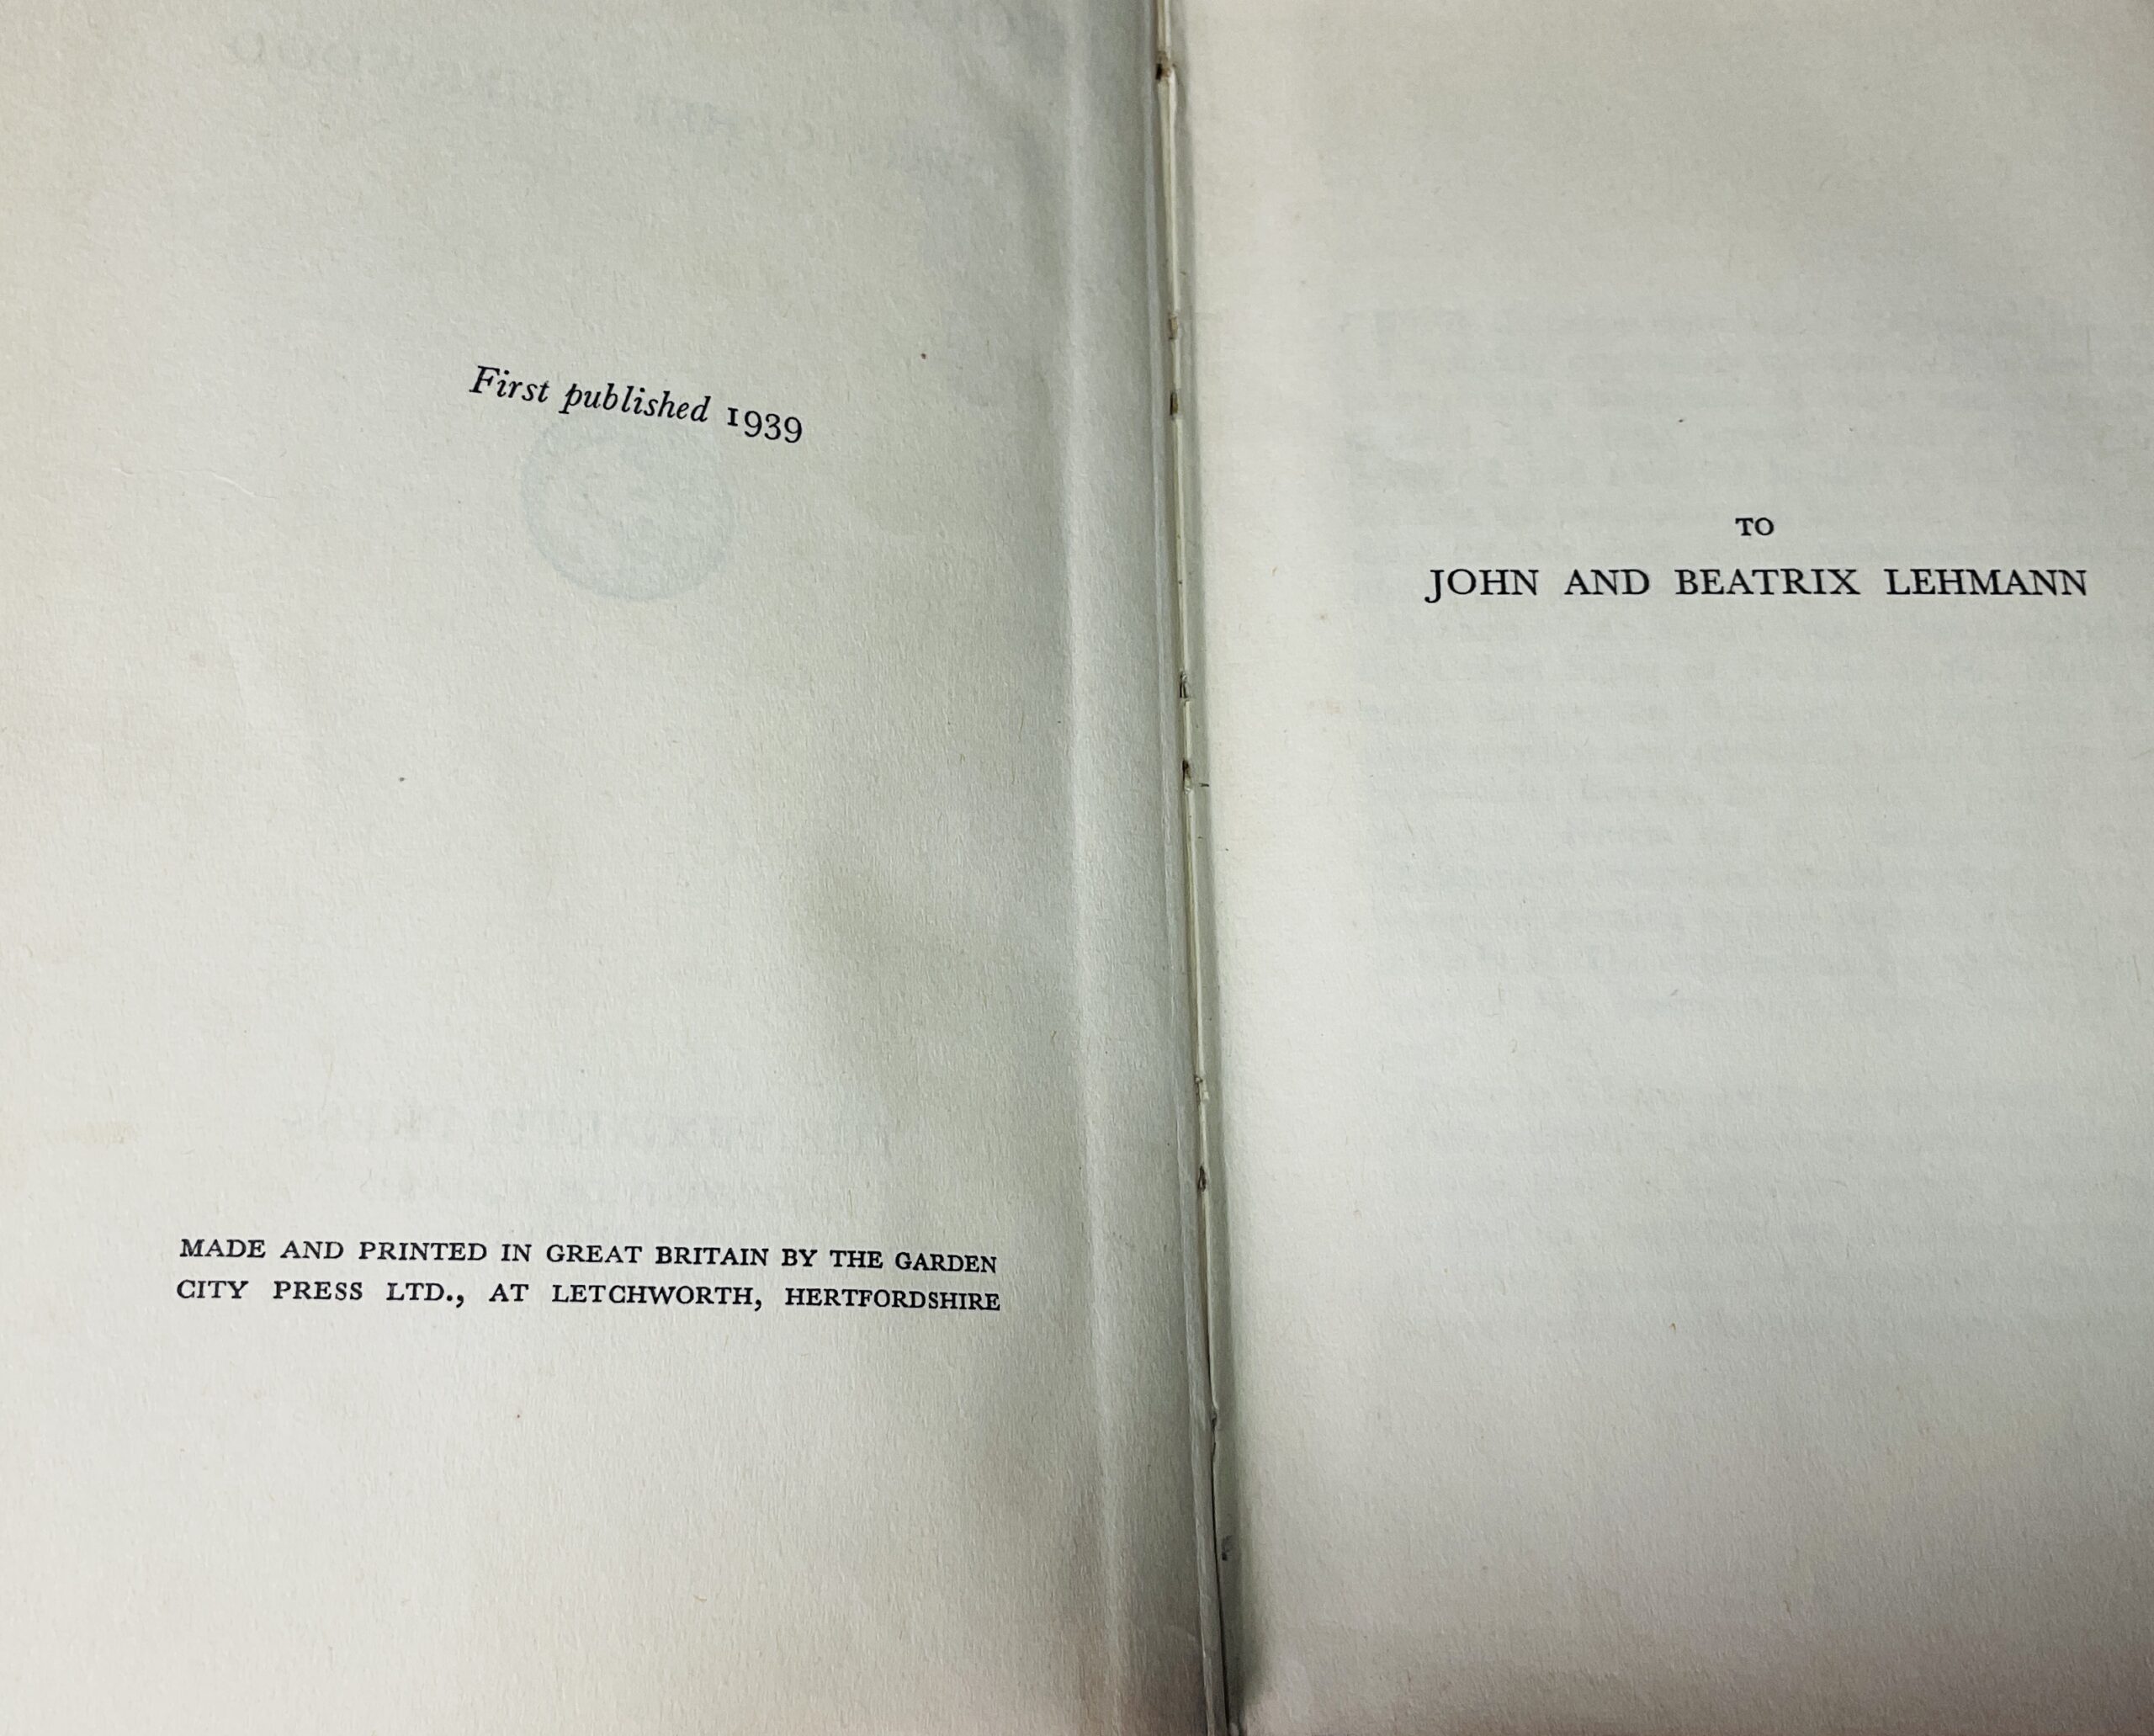 First published 1939
MADE AND PRINTED IN GREAT BRITAIN BY THE GARDEN
CITY PRESS LTD., AT LETCHWORTH, HERTFORDSHIRE
TO
JOHN AND BEATRIX LEHMANN